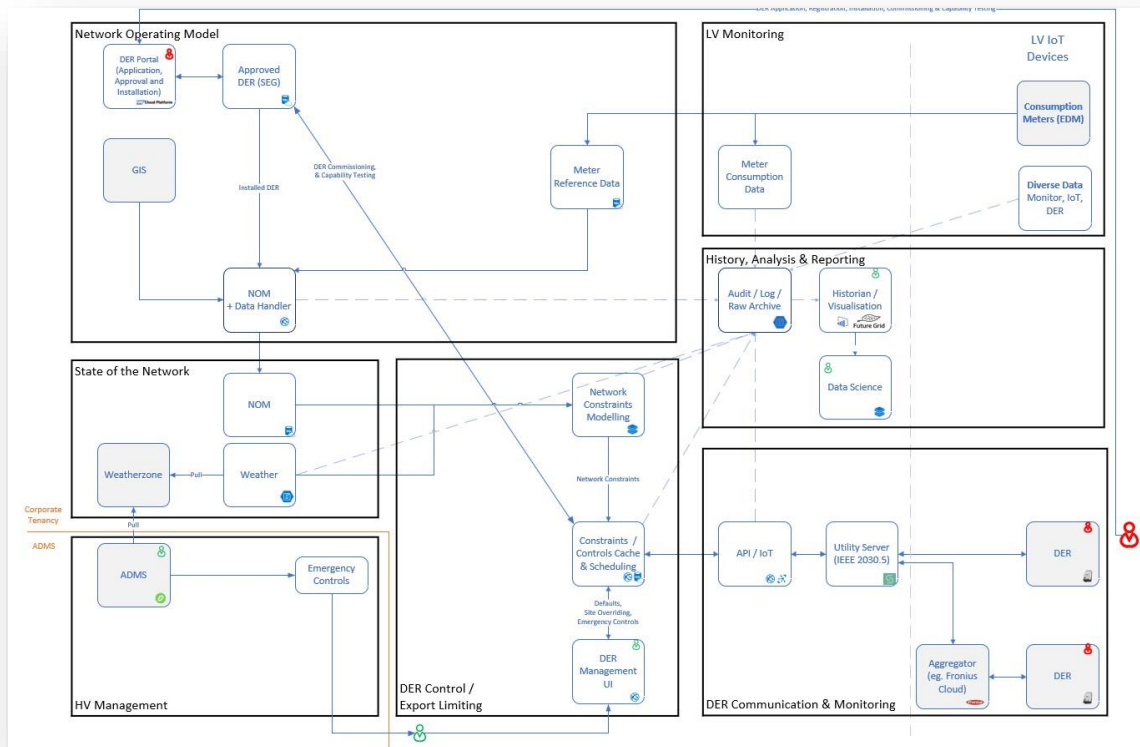 DER Application, Registration, Installation, Commissioning & Capability Testing
Network Operating Model
DER Portal
(Application,
Approval and
Installation)
Cloud Platform
Approved
DER (SEG)
GIS
DER Commissioning,
& Capability Testing
Installed DER
Meter
Reference Data
NOM
+ Data Handler
LV Monitoring
LV IoT
Devices
Consumption
Meters (EDM)
Meter
Consumption
Data
Diverse Data
Monitor, IoT,
DER
History, Analysis & Reporting
Audit / Log /
Raw Archive
Historian /
Visualisation
Future Grid
Data Science
State of the Network
NOM
Weatherzone
Pull
Weather
Pull
Corporate
Tenancy
ADMS
ADMS
Emergency
Controls
HV Management
Network
Constraints
Modelling
Network Constraints
Constraints /
Controls Cache
& Scheduling
Defaults,
Site Overriding,
Emergency Controls
DER
Management
UI
DER Control /
Export Limiting
API / IoT
Utility Server
(IEEE 2030.5)
DER
Aggregator
(eg. Fronius
Cloud)
DER
DER Communication & Monitoring